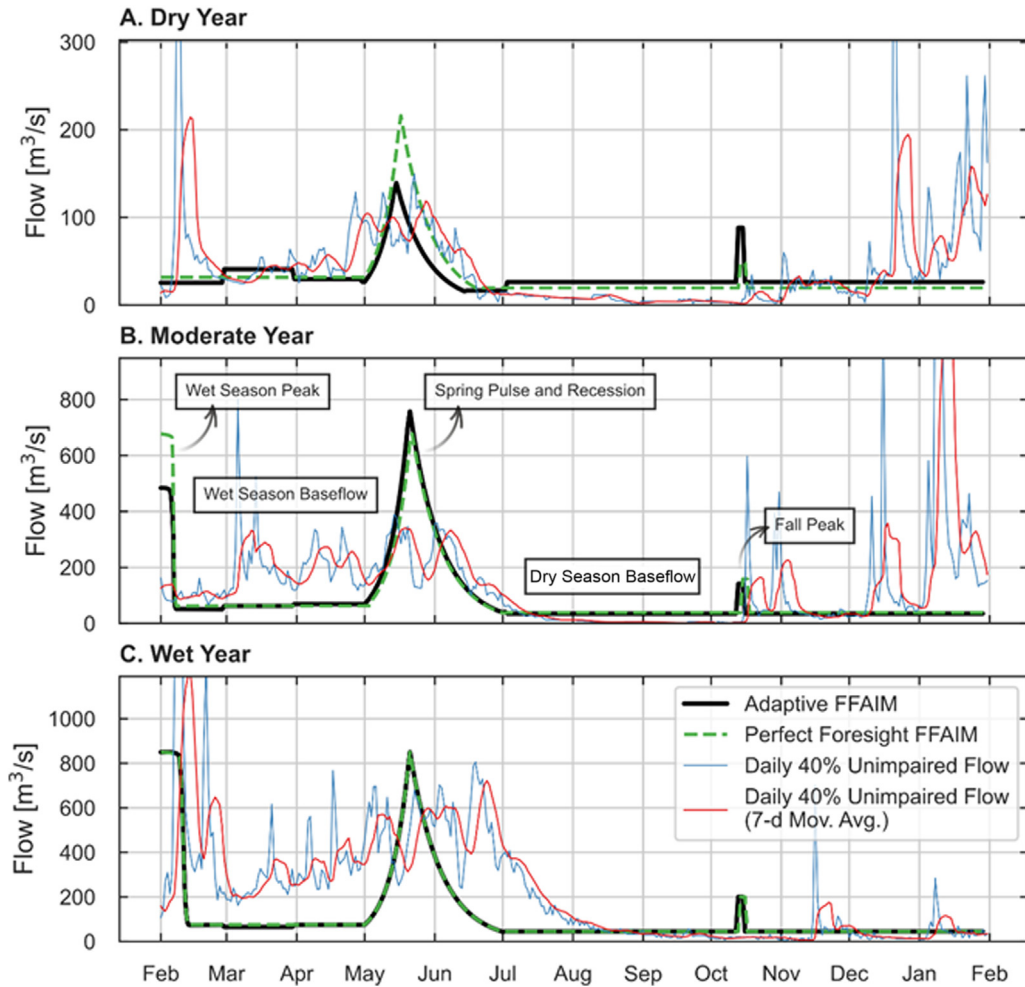 A. Dry Year
300
200
100
0
Flow [m³/s]
B. Moderate Year
Wet Season Peak
Spring Pulse and Recession
Wet Season Baseflow
Fall Peak
Dry Season Baseflow
800
600
400
200
0
Flow [m³/s]
C. Wet Year
1000
800
600
400
200
0
Flow [m³/s]
Adaptive FFAIM
Perfect Foresight FFAIM
Daily 40% Unimpaired Flow
Daily 40% Unimpaired Flow
(7-d Mov. Avg.)
Feb Mar Apr May Jun Jul Aug Sep Oct Nov Dec Jan Feb